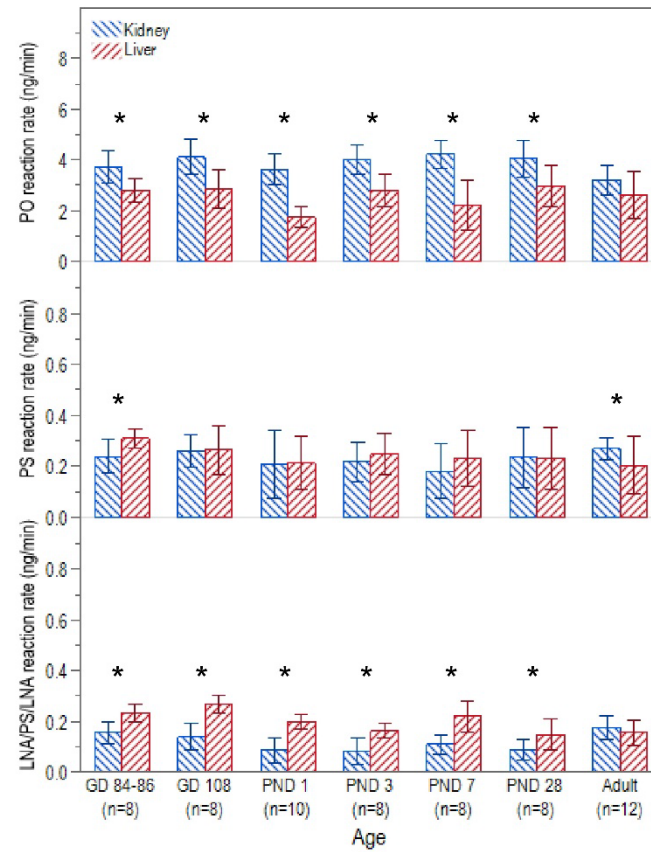 Kidney
Liver
PO reaction rate (ng/min)
8
6
4
2
0
* * * * * *
PS reaction rate (ng/min)
0.8
0.6
0.4
0.2
0.0
* *
LNA/PS/LNA reaction rate (ng/min)
0.8
0.6
0.4
0.2
0.0
* * * * * *
GD 84-86 GD 108 PND 1 PND 3 PND 7 PND 28 Adult
(n=8) (n=8) (n=10) (n=8) (n=8) (n=8) (n=12)
Age